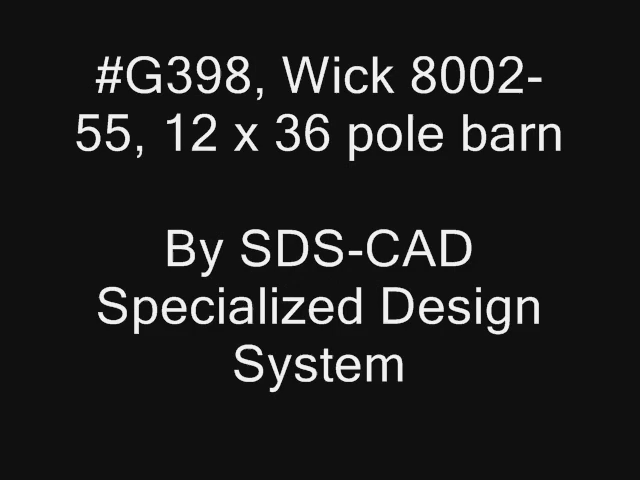 #G398, Wick 8002-
55, 12 x 36 pole barn
By SDS-CAD
Specialized Design
System